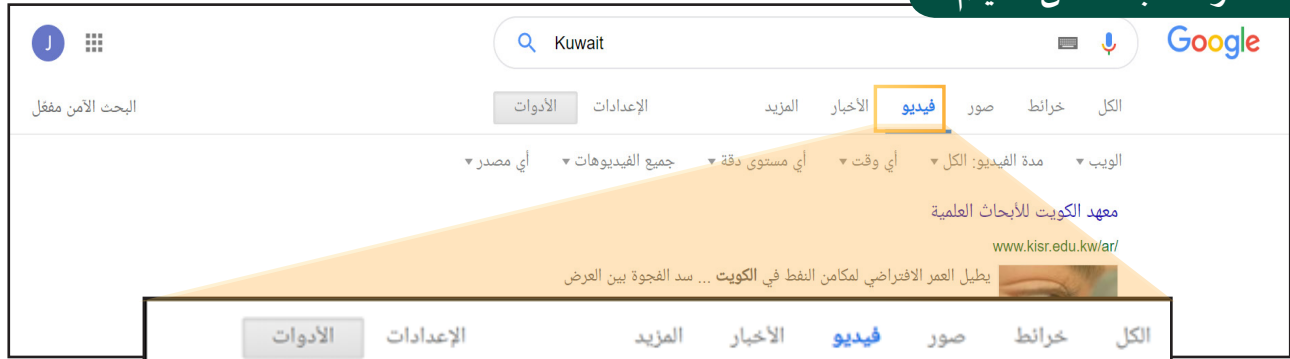 Google Kuwait J
الكل خرائط صور فيديو الأخبار المزيد الإعدادات الأدوات البحث الآمن مفعّل
الويب مدة الفيديو: الكل أي وقت أي مستوى دقة جميع الفيديوهات أي مصدر
معهد الكويت للأبحاث العلمية
www.kisr.edu.kw/ar/
يطيل العمر الافتراضي لمكامن النفط في الكويت ... سد الفجوة بين العرض
الكل خرائط صور فيديو الأخبار المزيد الإعدادات الأدوات